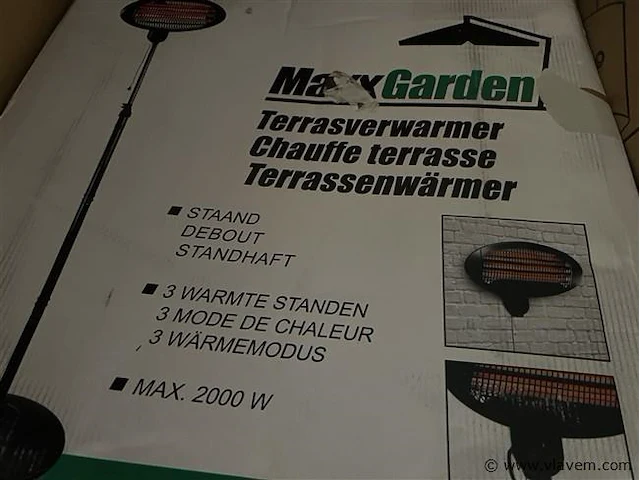 MaxxGarden
Terrasverwarmer
Chauffe terrasse
Terrassenwärmer
STAAND
DEBOUT
STANDHAFT
3 WARMTE STANDEN
3 MODE DE CHALEUR
3 WÄRMEMODUS
MAX. 2000 W
© www.vlavem.com